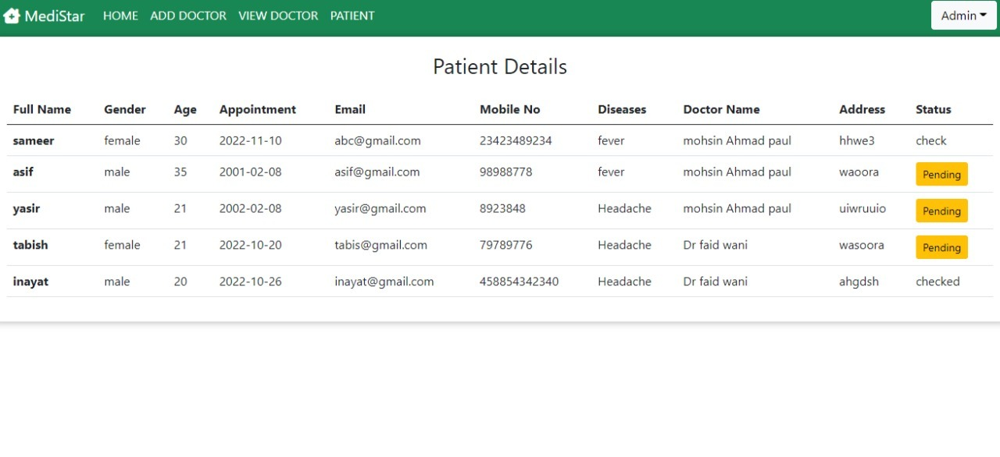 MediStar HOME ADD DOCTOR VIEW DOCTOR PATIENT Admin
Patient Details
Full Name Gender Age Appointment Email Mobile No Diseases Doctor Name Address Status
sameer female 30 2022-11-10 abc@gmail.com 23423489234 fever mohsin Ahmad paul hhwe3 check
asif male 35 2001-02-08 asif@gmail.com 98988778 fever mohsin Ahmad paul waoora Pending
yasir male 21 2002-02-08 yasir@gmail.com 8923848 Headache mohsin Ahmad paul uiwruuio Pending
tabish female 21 2022-10-20 tabis@gmail.com 79789776 Headache Dr faid wani wasoora Pending
inayat male 20 2022-10-26 inayat@gmail.com 458854342340 Headache Dr faid wani ahgdsh checked